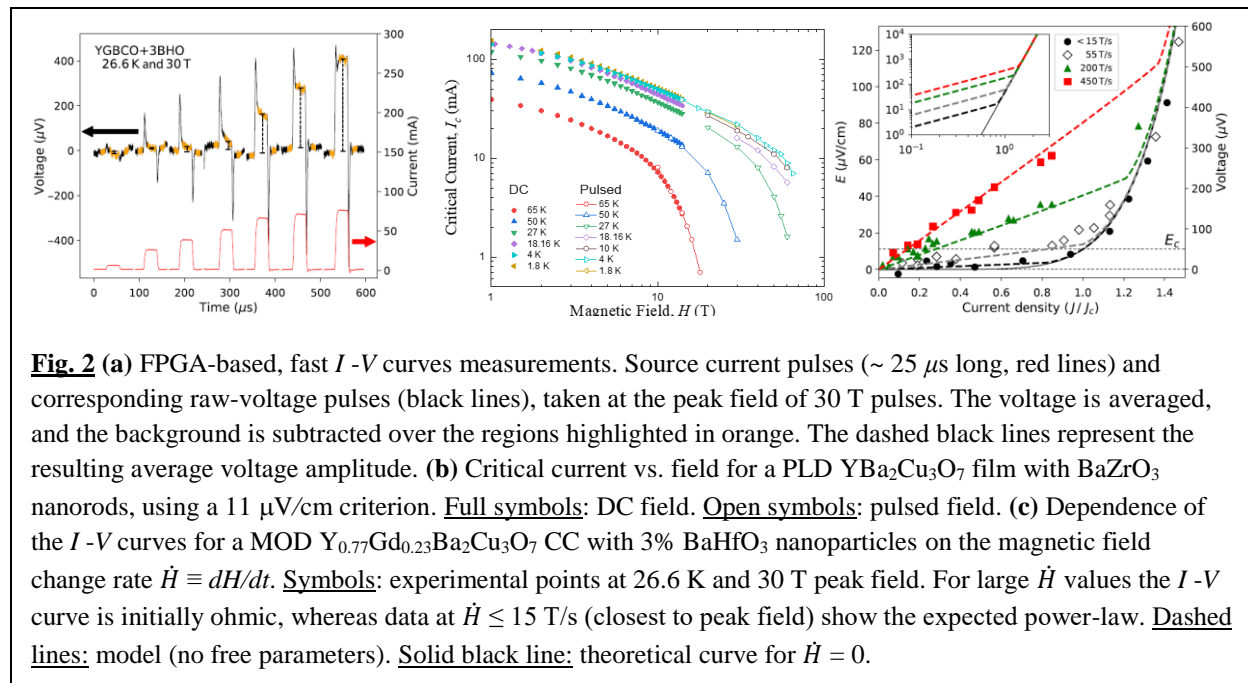 YGBCO+3BHO
26.6 K and 30 T
400
200
0
−200
−400
Voltage (µV)
300
250
200
150
100
50
0
Current (mA)
0 100 200 300 400 500 600
Time (µs)
100
10
1
Critical Current, I_c (mA)
DC Pulsed
65 K 65 K
50 K 50 K
27 K 27 K
18.16 K 18.16 K
4 K 10 K
1.8 K 4 K
1.8 K
1 10 100
Magnetic Field, H (T)
120
100
80
60
40
20
0
E (µV/cm)
10⁴
10³
10²
10¹
10⁰
10⁻¹ 10⁰
< 15 T/s
55 T/s
200 T/s
450 T/s
600
500
400
300
200
100
0
Voltage (µV)
E_c
0.0 0.2 0.4 0.6 0.8 1.0 1.2 1.4
Current density (J / J_c)
Fig. 2 (a) FPGA-based, fast I -V curves measurements. Source current pulses (~ 25 μs long, red lines) and
corresponding raw-voltage pulses (black lines), taken at the peak field of 30 T pulses. The voltage is averaged,
and the background is subtracted over the regions highlighted in orange. The dashed black lines represent the
resulting average voltage amplitude. (b) Critical current vs. field for a PLD YBa₂Cu₃O₇ film with BaZrO₃
nanorods, using a 11 μV/cm criterion. Full symbols: DC field. Open symbols: pulsed field. (c) Dependence of
the I -V curves for a MOD Y₀.₇₇Gd₀.₂₃Ba₂Cu₃O₇ CC with 3% BaHfO₃ nanoparticles on the magnetic field
change rate Ḣ ≡ dH/dt. Symbols: experimental points at 26.6 K and 30 T peak field. For large Ḣ values the I -V
curve is initially ohmic, whereas data at Ḣ ≤ 15 T/s (closest to peak field) show the expected power-law. Dashed
lines: model (no free parameters). Solid black line: theoretical curve for Ḣ = 0.